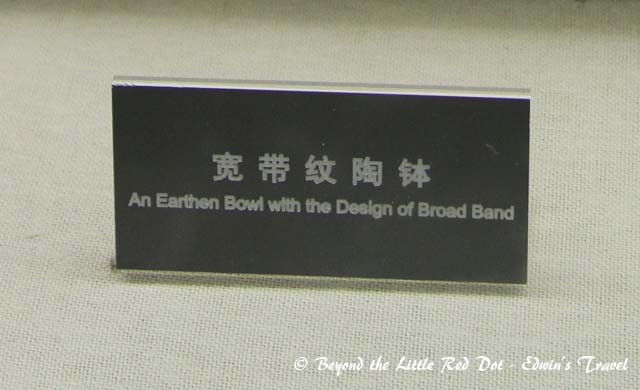 宽带纹陶钵
An Earthen Bowl with the Design of Broad Band
© Beyond the Little Red Dot - Edwin's Travel